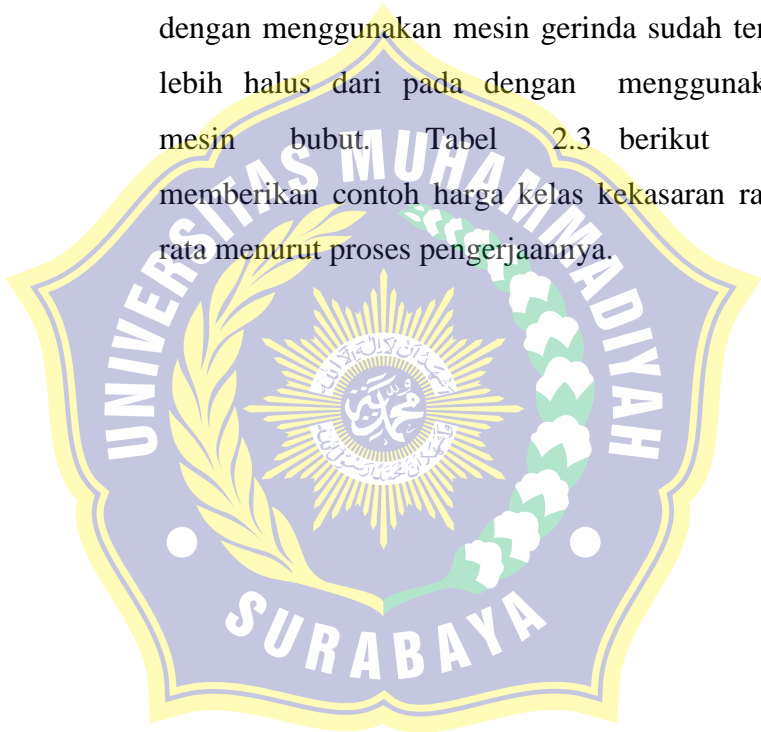 dengan menggunakan mesin gerinda sudah ter
lebih halus dari pada dengan menggunak
mesin bubut. Tabel 2.3 berikut
memberikan contoh harga kelas kekasaran ra
rata menurut proses pengerjaannya.
UNIVERSITAS MUHAMMADIYAH
SURABAYA